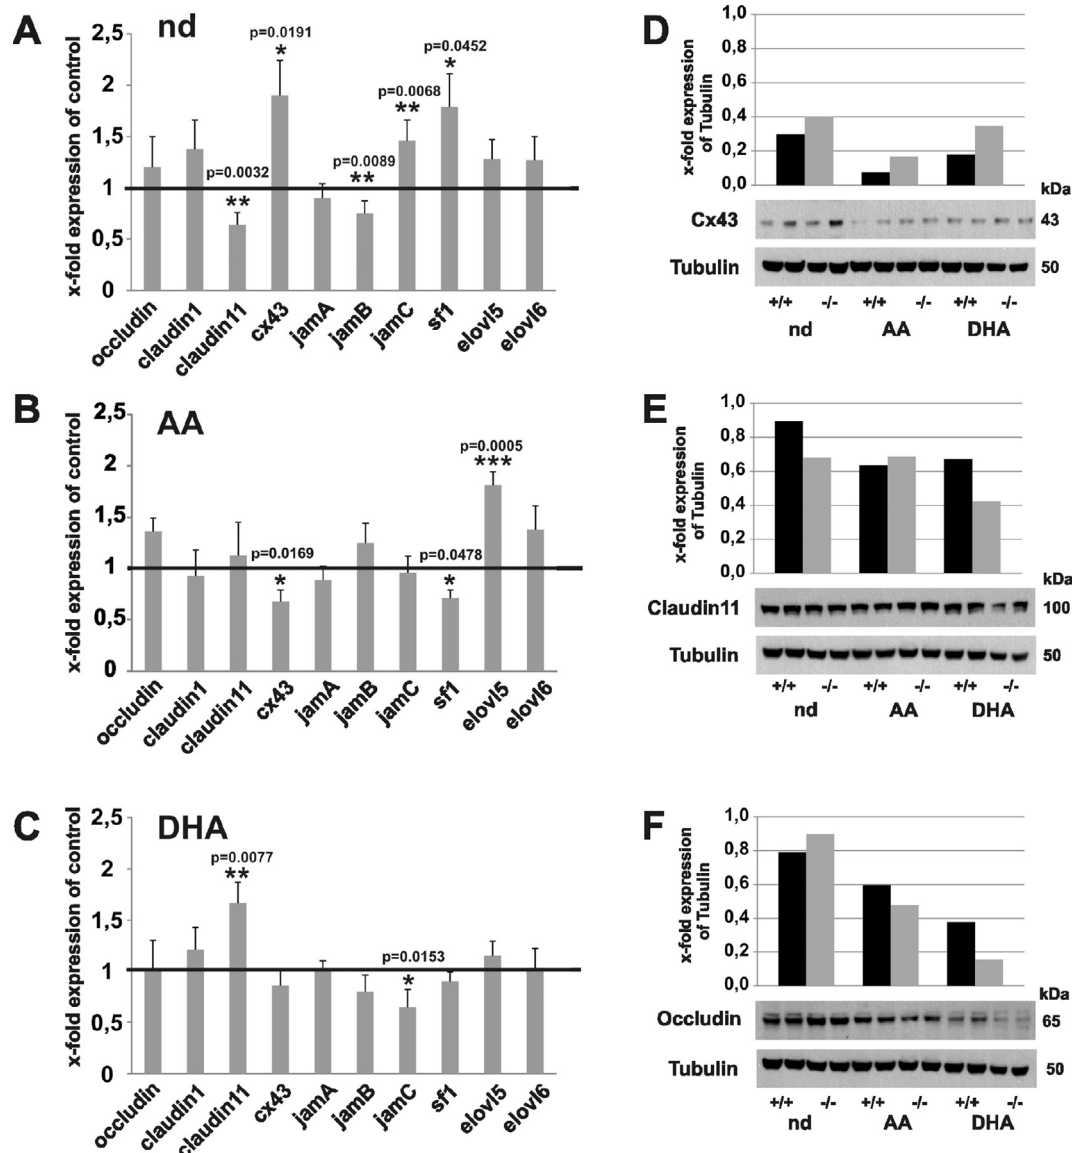 A
nd
x-fold expression of control
2,5
2
1,5
1
0,5
0
p=0.0191
*
p=0.0452
*
p=0.0068
**
p=0.0089
**
p=0.0032
**
occludin
claudin1
claudin11
cx43
jamA
jamB
jamC
sf1
elovl5
elovl6
B
AA
x-fold expression of control
2,5
2
1,5
1
0,5
0
p=0.0005
***
p=0.0169
*
p=0.0478
*
occludin
claudin1
claudin11
cx43
jamA
jamB
jamC
sf1
elovl5
elovl6
C
DHA
x-fold expression of control
2,5
2
1,5
1
0,5
0
p=0.0077
**
p=0.0153
*
occludin
claudin11
claudin11
cx43
jamA
jamB
jamC
sf1
elovl5
elovl6
D
x-fold expression
of Tubulin
1,0
0,8
0,6
0,4
0,2
0,0
kDa
Cx43
43
Tubulin
50
+/+ -/- +/+ -/- +/+ -/-
nd AA DHA
E
x-fold expression
of Tubulin
1,0
0,8
0,6
0,4
0,2
0,0
kDa
Claudin11
100
Tubulin
50
+/+ -/- +/+ -/- +/+ -/-
nd AA DHA
F
x-fold expression
of Tubulin
1,0
0,8
0,6
0,4
0,2
0,0
kDa
Occludin
65
Tubulin
50
+/+ -/- +/+ -/- +/+ -/-
nd AA DHA